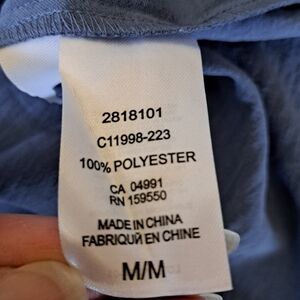 2818101
C11998-223
100% POLYESTER
CA 04991
RN 159550
MADE IN CHINA
FABRIQUÉ EN CHINE
M/M